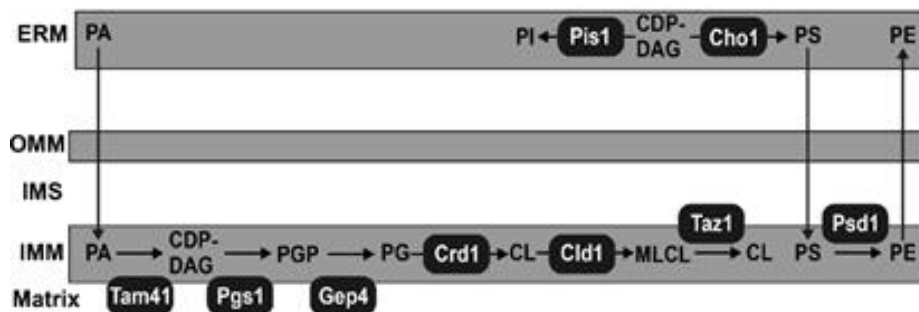 ERM PA PI Pis1 CDP-DAG Cho1 PS PE
OMM
IMS
Taz1 Psd1
IMM PA CDP-DAG PGP PG Crd1 CL Cld1 MLCL CL PS PE
Matrix Tam41 Pgs1 Gep4